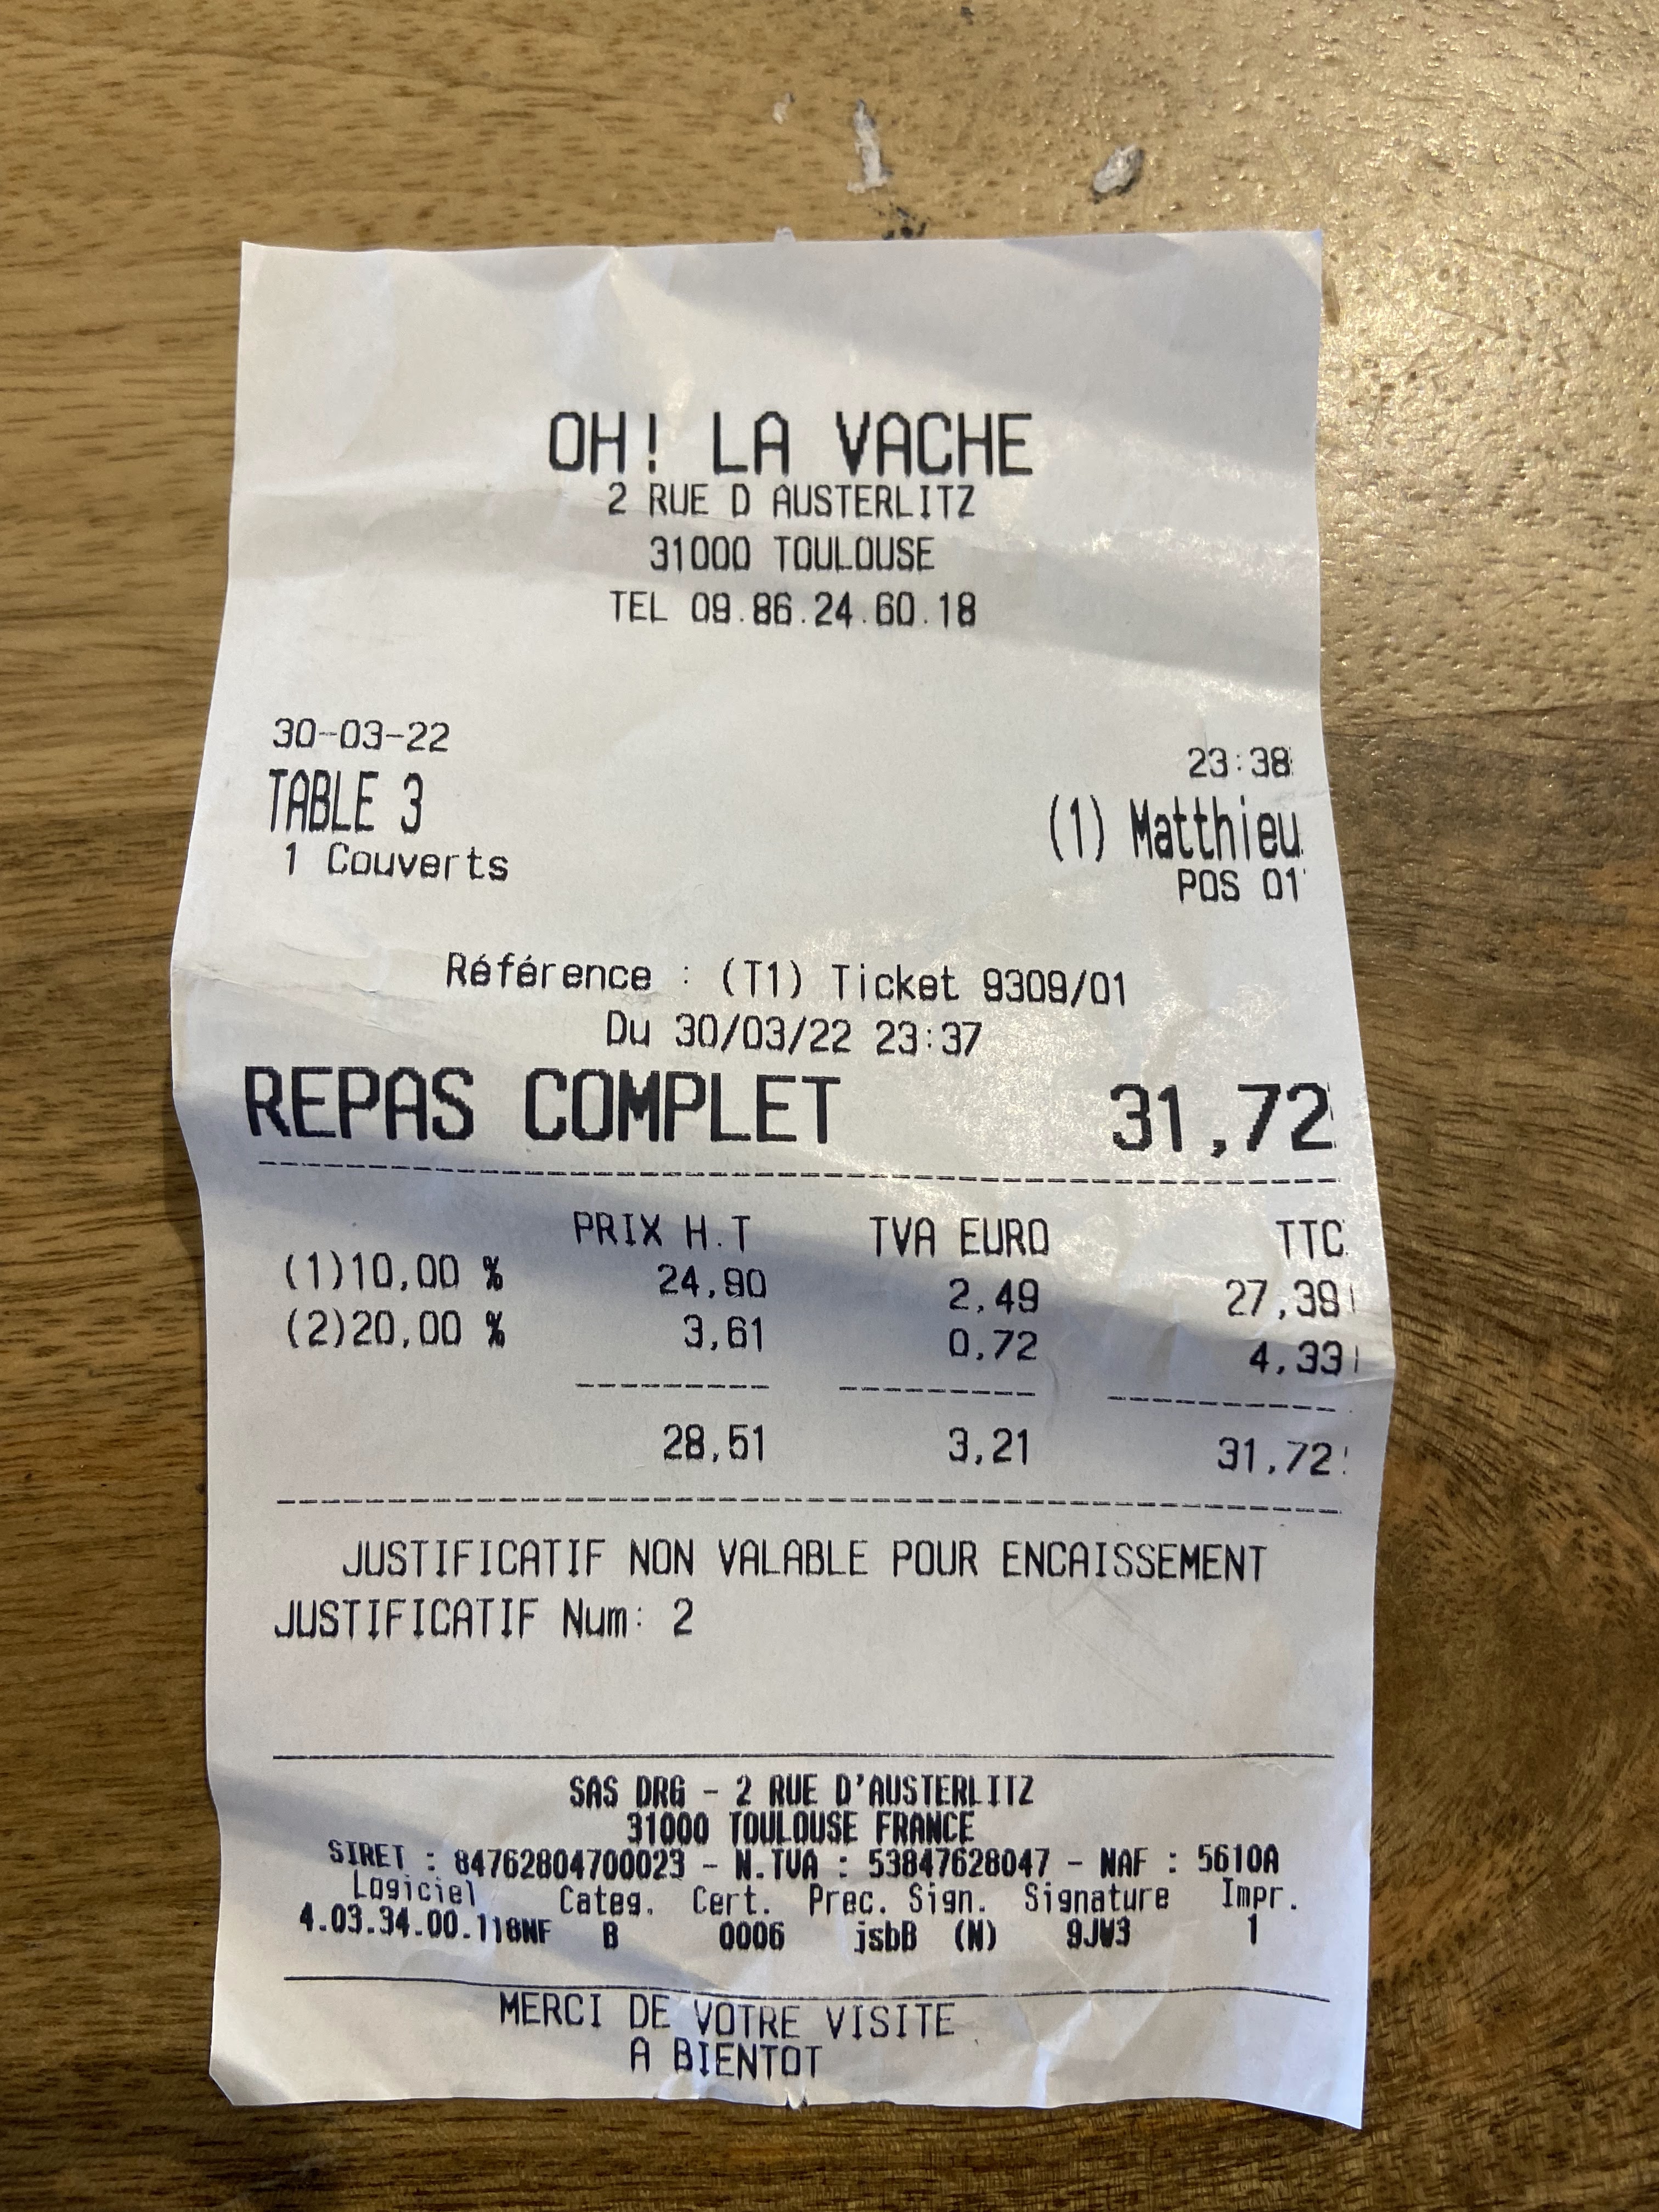 OH! LA VACHE
2 RUE D AUSTERLITZ
31000 TOULOUSE
TEL 09.86.24.60.18
30-03-22 23:38
TABLE 3 (1) Matthieu
1 Couverts POS 01
Référence : (T1) Ticket 9309/01
Du 30/03/22 23:37
REPAS COMPLET 31,72
PRIX H.T TVA EURO TTC
(1)10,00 % 24,90 2,49 27,39
(2)20,00 % 3,61 0,72 4,33
28,51 3,21 31,72
JUSTIFICATIF NON VALABLE POUR ENCAISSEMENT
JUSTIFICATIF Num: 2
SAS DRG - 2 RUE D'AUSTERLITZ
31000 TOULOUSE FRANCE
SIRET : 84762804700023 - N.TVA : 53847628047 - NAF : 5610A
Logiciel Categ. Cert. Prec. Sign. Signature Impr.
4.03.34.00.118NF B 0006 jsbB (N) 9JW3 1
MERCI DE VOTRE VISITE
A BIENTOT